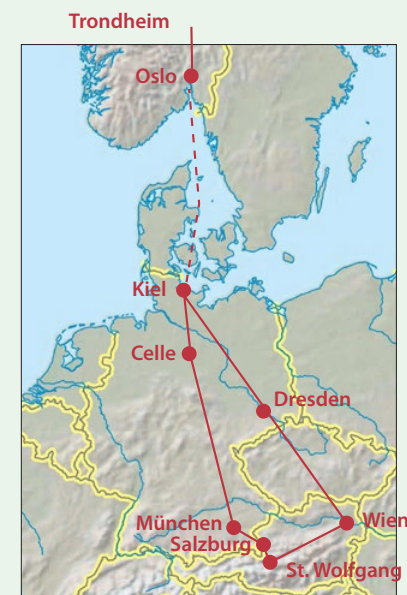 Trondheim
Oslo
Kiel
Celle
Dresden
München
Wien
Salzburg
St. Wolfgang